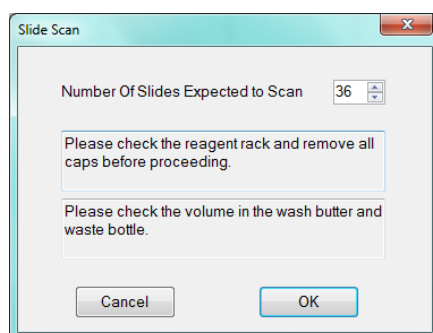 Slide Scan
Number Of Slides Expected to Scan 36
Please check the reagent rack and remove all
caps before proceeding.
Please check the volume in the wash butter and
waste bottle.
Cancel OK